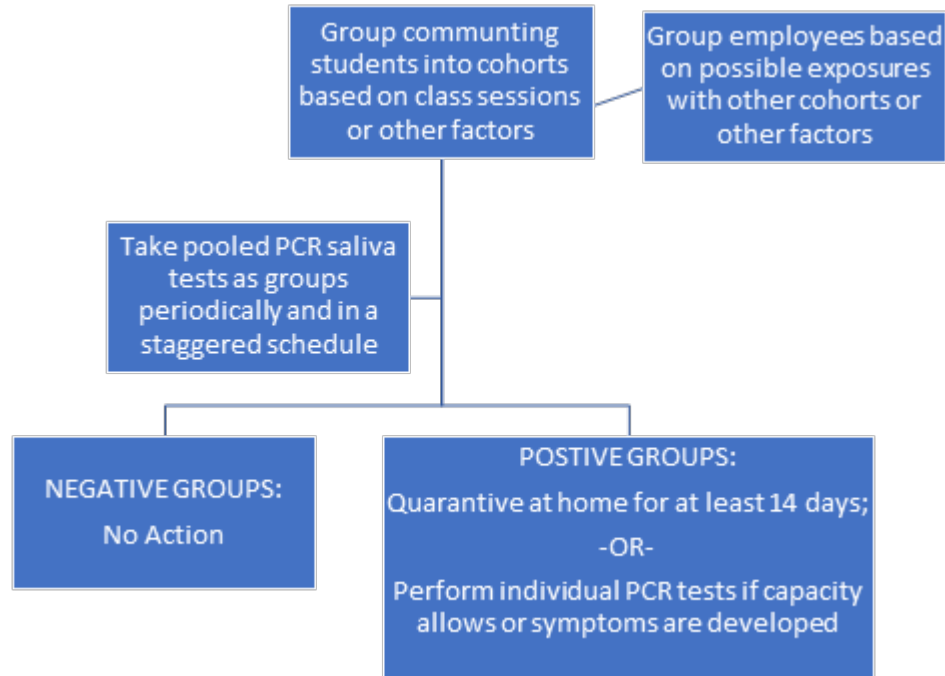 Group communting
students into cohorts
based on class sessions
or other factors
Group employees based
on possible exposures
with other cohorts or
other factors
Take pooled PCR saliva
tests as groups
periodically and in a
staggered schedule
NEGATIVE GROUPS:
No Action
POSTIVE GROUPS:
Quarantive at home for at least 14 days;
-OR-
Perform individual PCR tests if capacity
allows or symptoms are developed